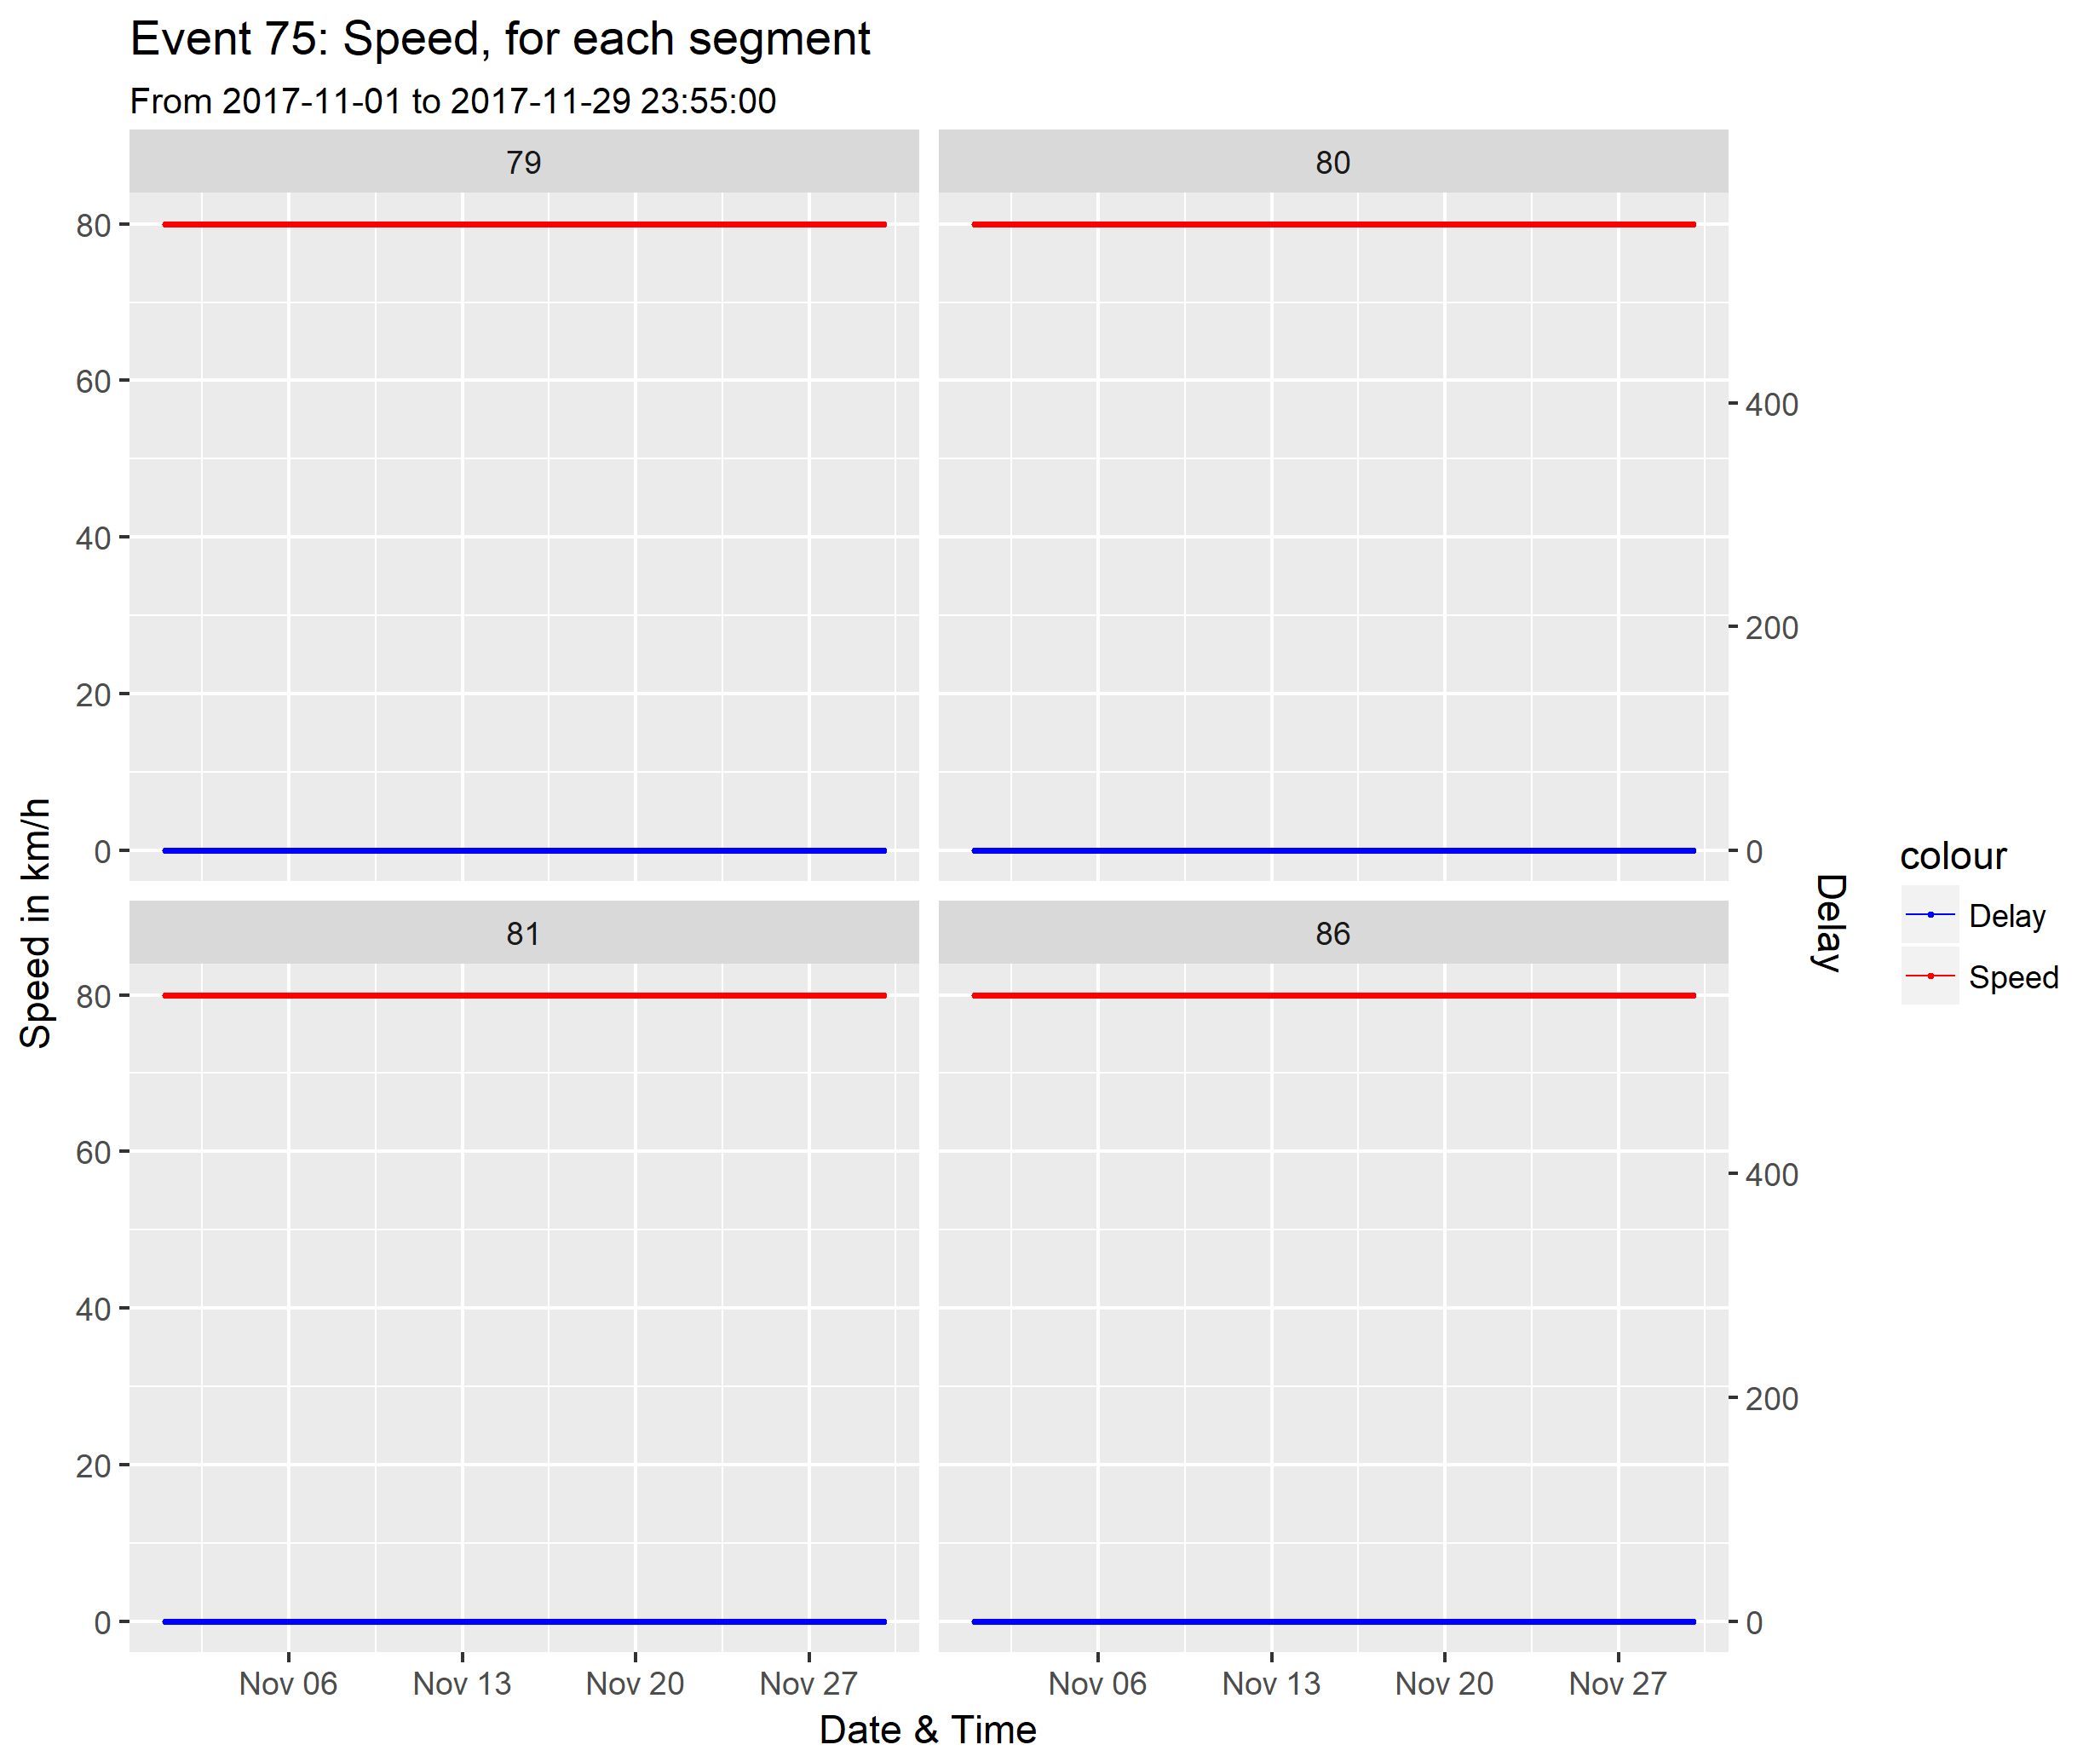 Event 75: Speed, for each segment
From 2017-11-01 to 2017-11-29 23:55:00
79
80
80
60
40
20
0
400
200
0
81
86
80
60
40
20
0
400
200
0
Nov 06
Nov 13
Nov 20
Nov 27
Nov 06
Nov 13
Nov 20
Nov 27
Date & Time
Speed in km/h
Delay
colour
Delay
Speed